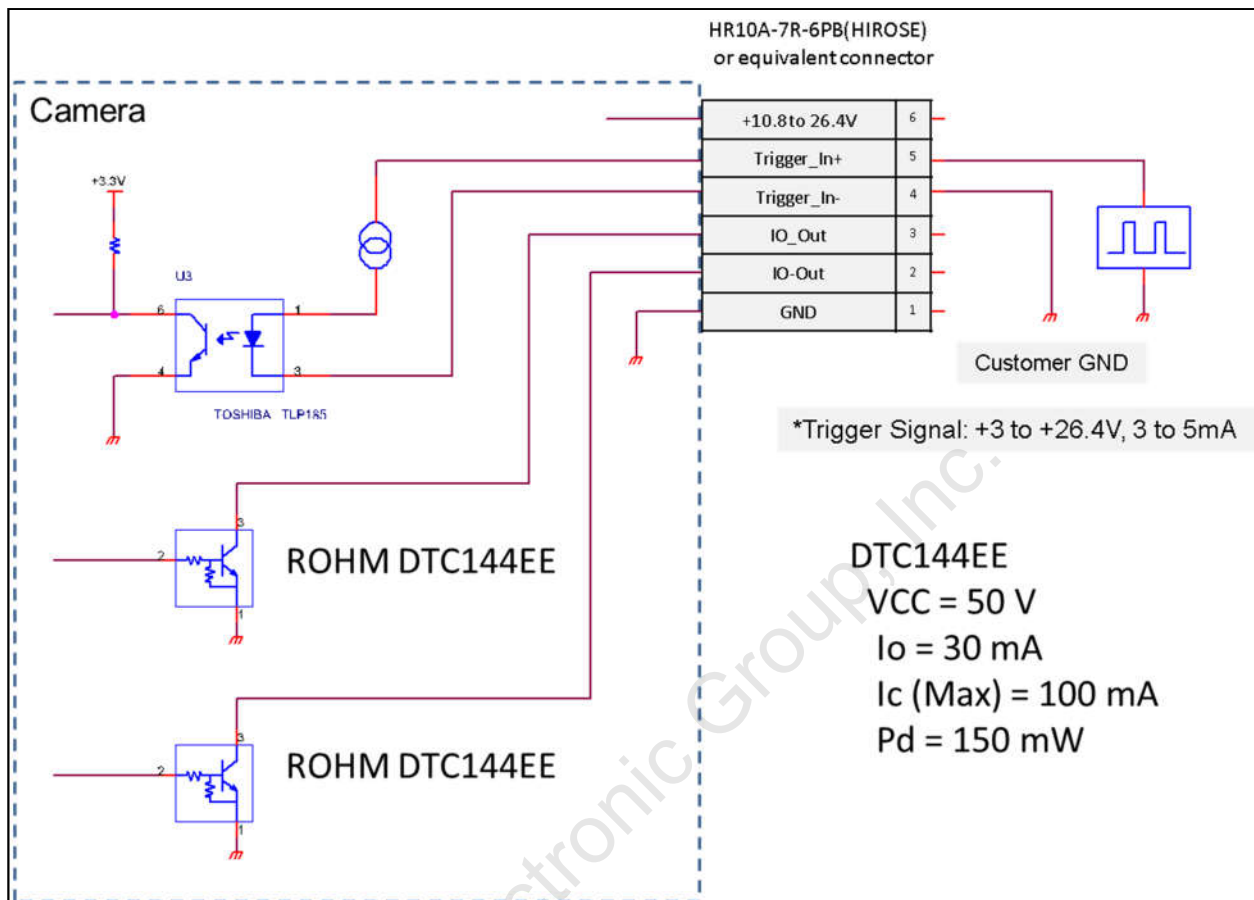 HR10A-7R-6PB(HIROSE)
or equivalent connector
Camera
+10.8 to 26.4V 6
Trigger_In+ 5
Trigger_In- 4
IO_Out 3
IO-Out 2
GND 1
+3.3V
U3
6
1
4
3
TOSHIBA TLP185
Customer GND
*Trigger Signal: +3 to +26.4V, 3 to 5mA
3
2
ROHM DTC144EE
1
3
2
ROHM DTC144EE
1
DTC144EE
VCC = 50 V
Io = 30 mA
Ic (Max) = 100 mA
Pd = 150 mW
stronic Group, Inc.